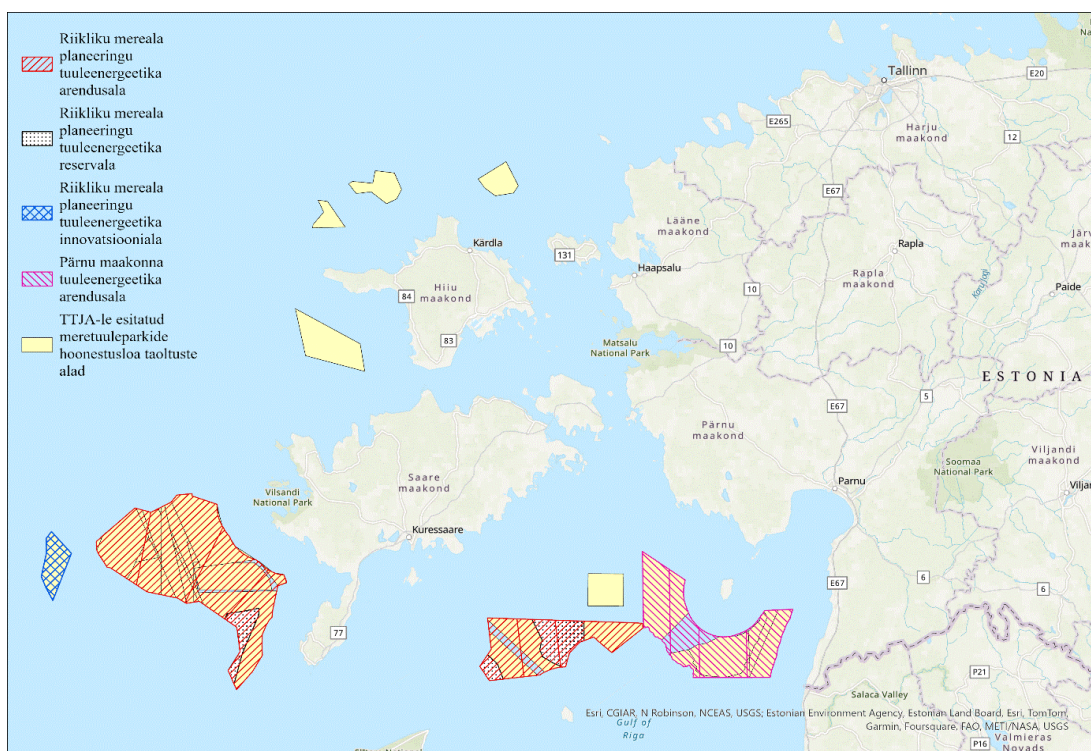 Riikliku mereala
planeeringu
tuuleenergeetika
arendusala
Riikliku mereala
planeeringu
tuuleenergeetika
reservala
Riikliku mereala
planeeringu
tuuleenergeetika
innovatsiooniala
Pärnu maakonna
tuuleenergeetika
arendusala
TTJA-le esitatud
meretuuleparkide
hoonestusloa taoltuste
alad
Tallinn
E20
E265
HARJU
maakond
12
E67
Lääne
maakond
Kärdla
131
Haapsalu
Rapla
Hiiu
maakond
84
10
Rapla
maakond
Paide
83
Matsalu
National Park
10
ESTONIA
5
E67
Pärnu
maakond
Soomaa
National Park
Viljandi
maakond
Saare
maakond
Vilsandi
National Park
Parnu
Kuressaare
E67
6
6
77
P21
Salaca Valley
Esri, CGIAR, N Robinson, NCEAS, USGS; Estonian Environment Agency, Estonian Land Board, Esri, TomTom,
Garmin, Foursquare, FAO, METI/NASA, USGS
Gulf of
Riga
P16
Valmieras
Novads